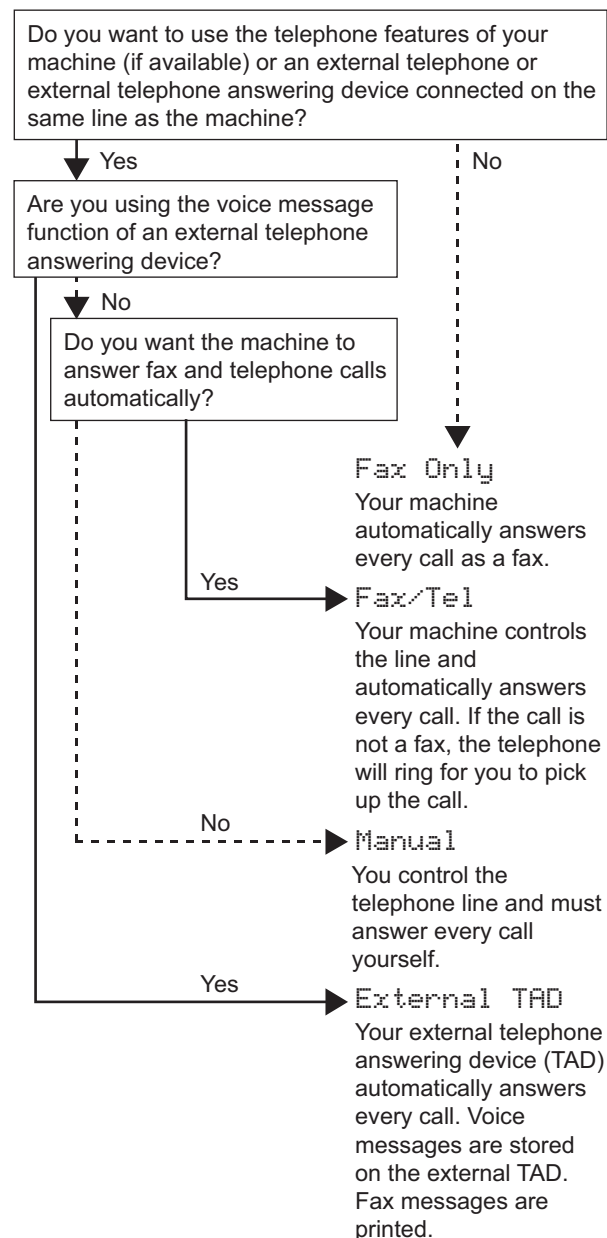 Do you want to use the telephone features of your
machine (if available) or an external telephone or
external telephone answering device connected on the
same line as the machine?
Yes
No
Are you using the voice message
function of an external telephone
answering device?
No
Do you want the machine to
answer fax and telephone calls
automatically?
Fax Only
Your machine
automatically answers
every call as a fax.
Yes
Fax/Tel
Your machine controls
the line and
automatically answers
every call. If the call is
not a fax, the telephone
will ring for you to pick
up the call.
No
Manual
You control the
telephone line and must
answer every call
yourself.
Yes
External TAD
Your external telephone
answering device (TAD)
automatically answers
every call. Voice
messages are stored
on the external TAD.
Fax messages are
printed.